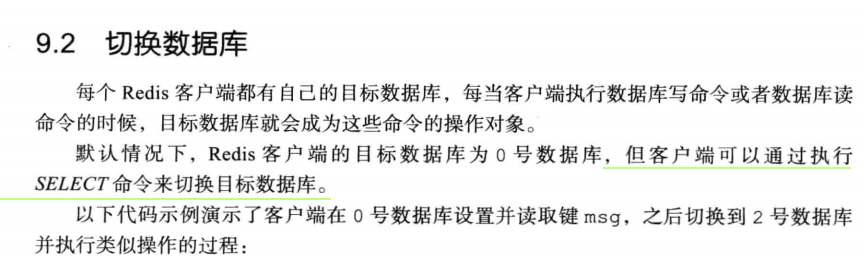 9.2 切换数据库
每个 Redis 客户端都有自己的目标数据库，每当客户端执行数据库写命令或者数据库读
命令的时候，目标数据库就会成为这些命令的操作对象。
默认情况下，Redis 客户端的目标数据库为 0 号数据库，但客户端可以通过执行
SELECT 命令来切换目标数据库。
以下代码示例演示了客户端在 0 号数据库设置并读取键 msg，之后切换到 2 号数据库
并执行类似操作的过程：